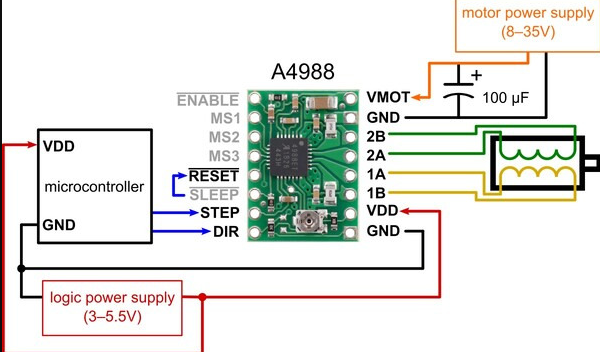 motor power supply
(8–35V)
A4988
+
100 µF
ENABLE
MS1
MS2
MS3
RESET
SLEEP
STEP
DIR
VMOT
GND
2B
2A
1A
1B
VDD
GND
VDD
microcontroller
GND
logic power supply
(3–5.5V)